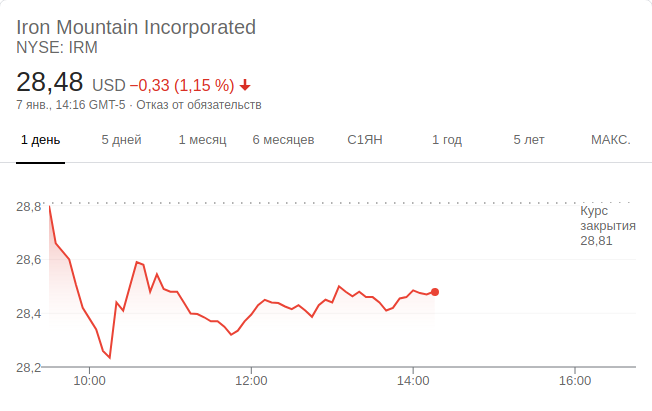 Iron Mountain Incorporated
NYSE: IRM
28,48 USD −0,33 (1,15 %)
7 янв., 14:16 GMT-5 · Отказ от обязательств
1 день 5 дней 1 месяц 6 месяцев С1ЯН 1 год 5 лет МАКС.
28,8
Курс
закрытия
28,81
28,6
28,4
28,2
10:00 12:00 14:00 16:00